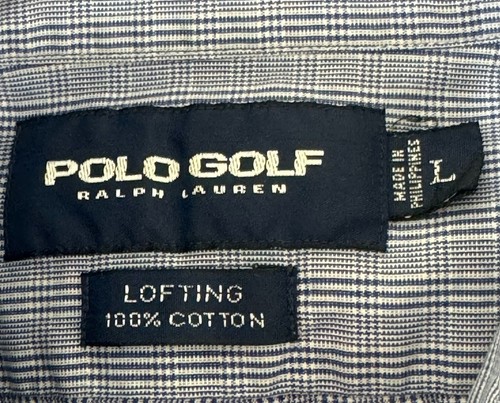 POLO GOLF
RALPH LAUREN
MADE IN
PHILIPPINES
LOFTING
100% COTTON